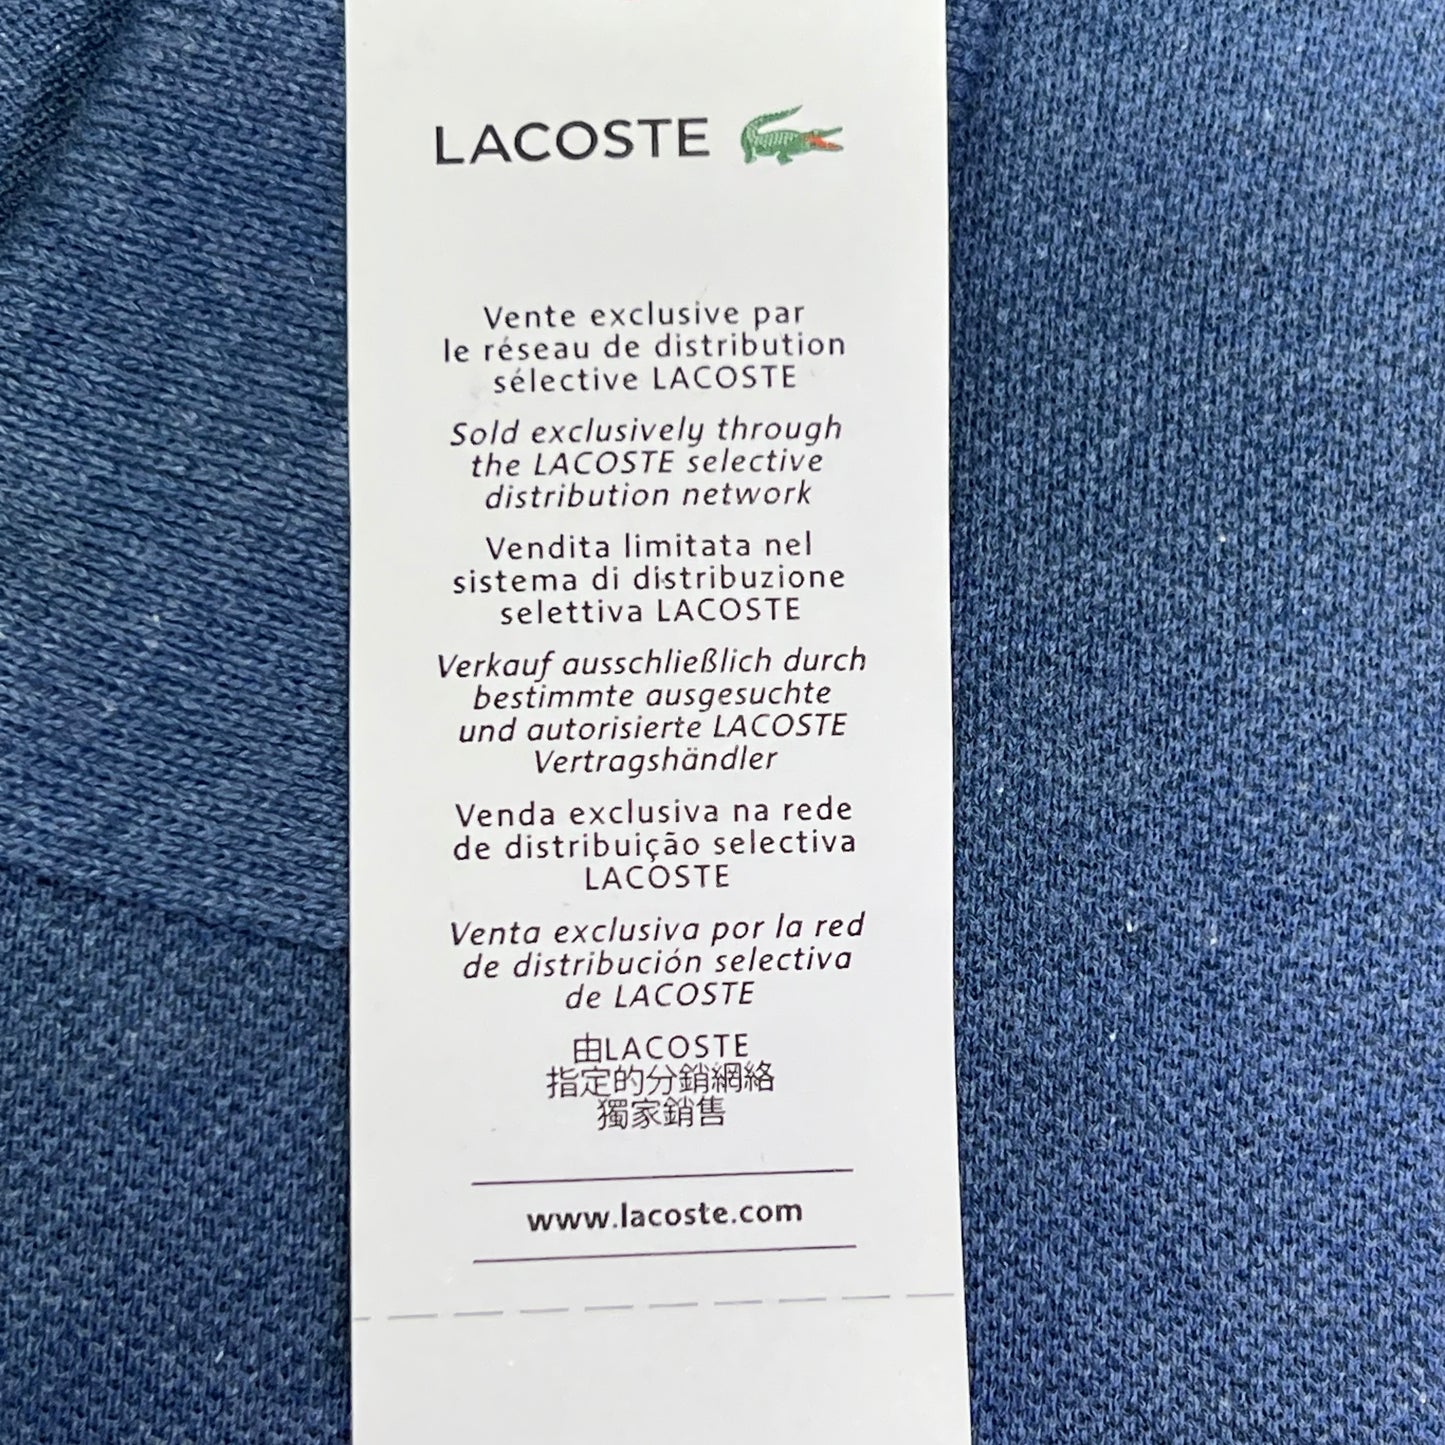 LACOSTE
Vente exclusive par
le réseau de distribution
sélective LACOSTE
Sold exclusively through
the LACOSTE selective
distribution network
Vendita limitata nel
sistema di distribuzione
selettiva LACOSTE
Verkauf ausschließlich durch
bestimmte ausgesuchte
und autorisierte LACOSTE
Vertragshändler
Venda exclusiva na rede
de distribuição selectiva
LACOSTE
Venta exclusiva por la red
de distribución selectiva
de LACOSTE
由LACOSTE
指定的分銷網絡
獨家銷售
www.lacoste.com